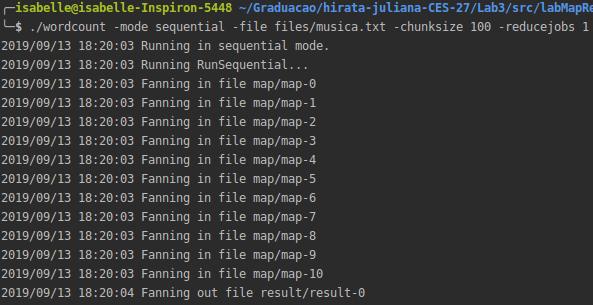 ╭─isabelle@isabelle-Inspiron-5448 ~/Graduacao/hirata-juliana-CES-27/Lab3/src/labMapRe
╰─$ ./wordcount -mode sequential -file files/musica.txt -chunksize 100 -reducejobs 1
2019/09/13 18:20:03 Running in sequential mode.
2019/09/13 18:20:03 Running RunSequential...
2019/09/13 18:20:03 Fanning in file map/map-0
2019/09/13 18:20:03 Fanning in file map/map-1
2019/09/13 18:20:03 Fanning in file map/map-2
2019/09/13 18:20:03 Fanning in file map/map-3
2019/09/13 18:20:03 Fanning in file map/map-4
2019/09/13 18:20:03 Fanning in file map/map-5
2019/09/13 18:20:03 Fanning in file map/map-6
2019/09/13 18:20:03 Fanning in file map/map-7
2019/09/13 18:20:03 Fanning in file map/map-8
2019/09/13 18:20:03 Fanning in file map/map-9
2019/09/13 18:20:03 Fanning in file map/map-10
2019/09/13 18:20:04 Fanning out file result/result-0